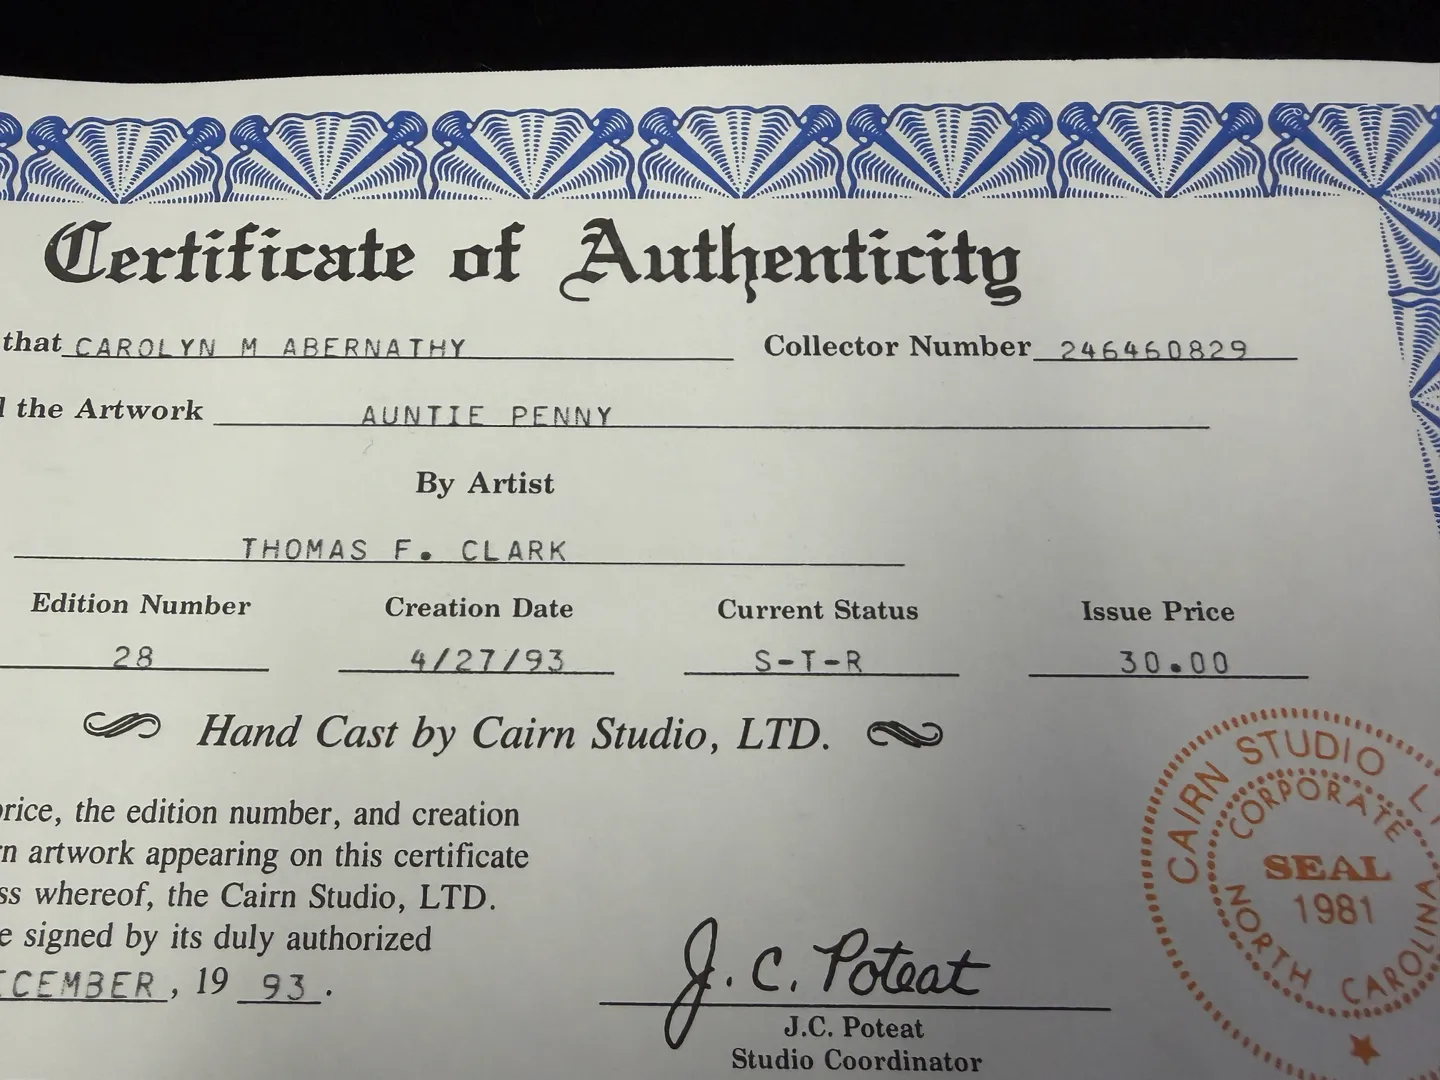 Certificate of Authenticity
that CAROLYN M ABERNATHY Collector Number 246460829
the Artwork AUNTIE PENNY
By Artist
THOMAS F. CLARK
Edition Number Creation Date Current Status Issue Price
28 4/27/93 S-T-R 30.00
Hand Cast by Cairn Studio, LTD.
price, the edition number, and creation
artwork appearing on this certificate
whereof, the Cairn Studio, LTD.
signed by its duly authorized
CEMBER, 19 93.
J. C. Poteat
J.C. Poteat
Studio Coordinator
CAIRN STUDIO
CORPORATE
SEAL
1981
NORTH CAROLINA